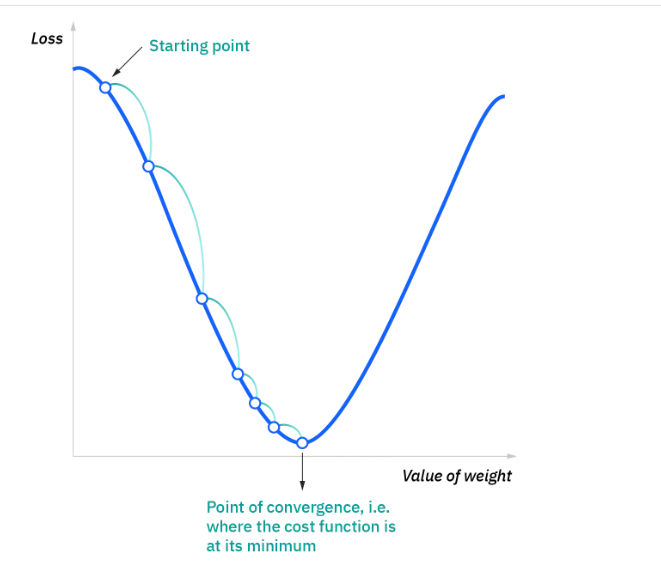 Loss
Starting point
Value of weight
Point of convergence, i.e.
where the cost function is
at its minimum